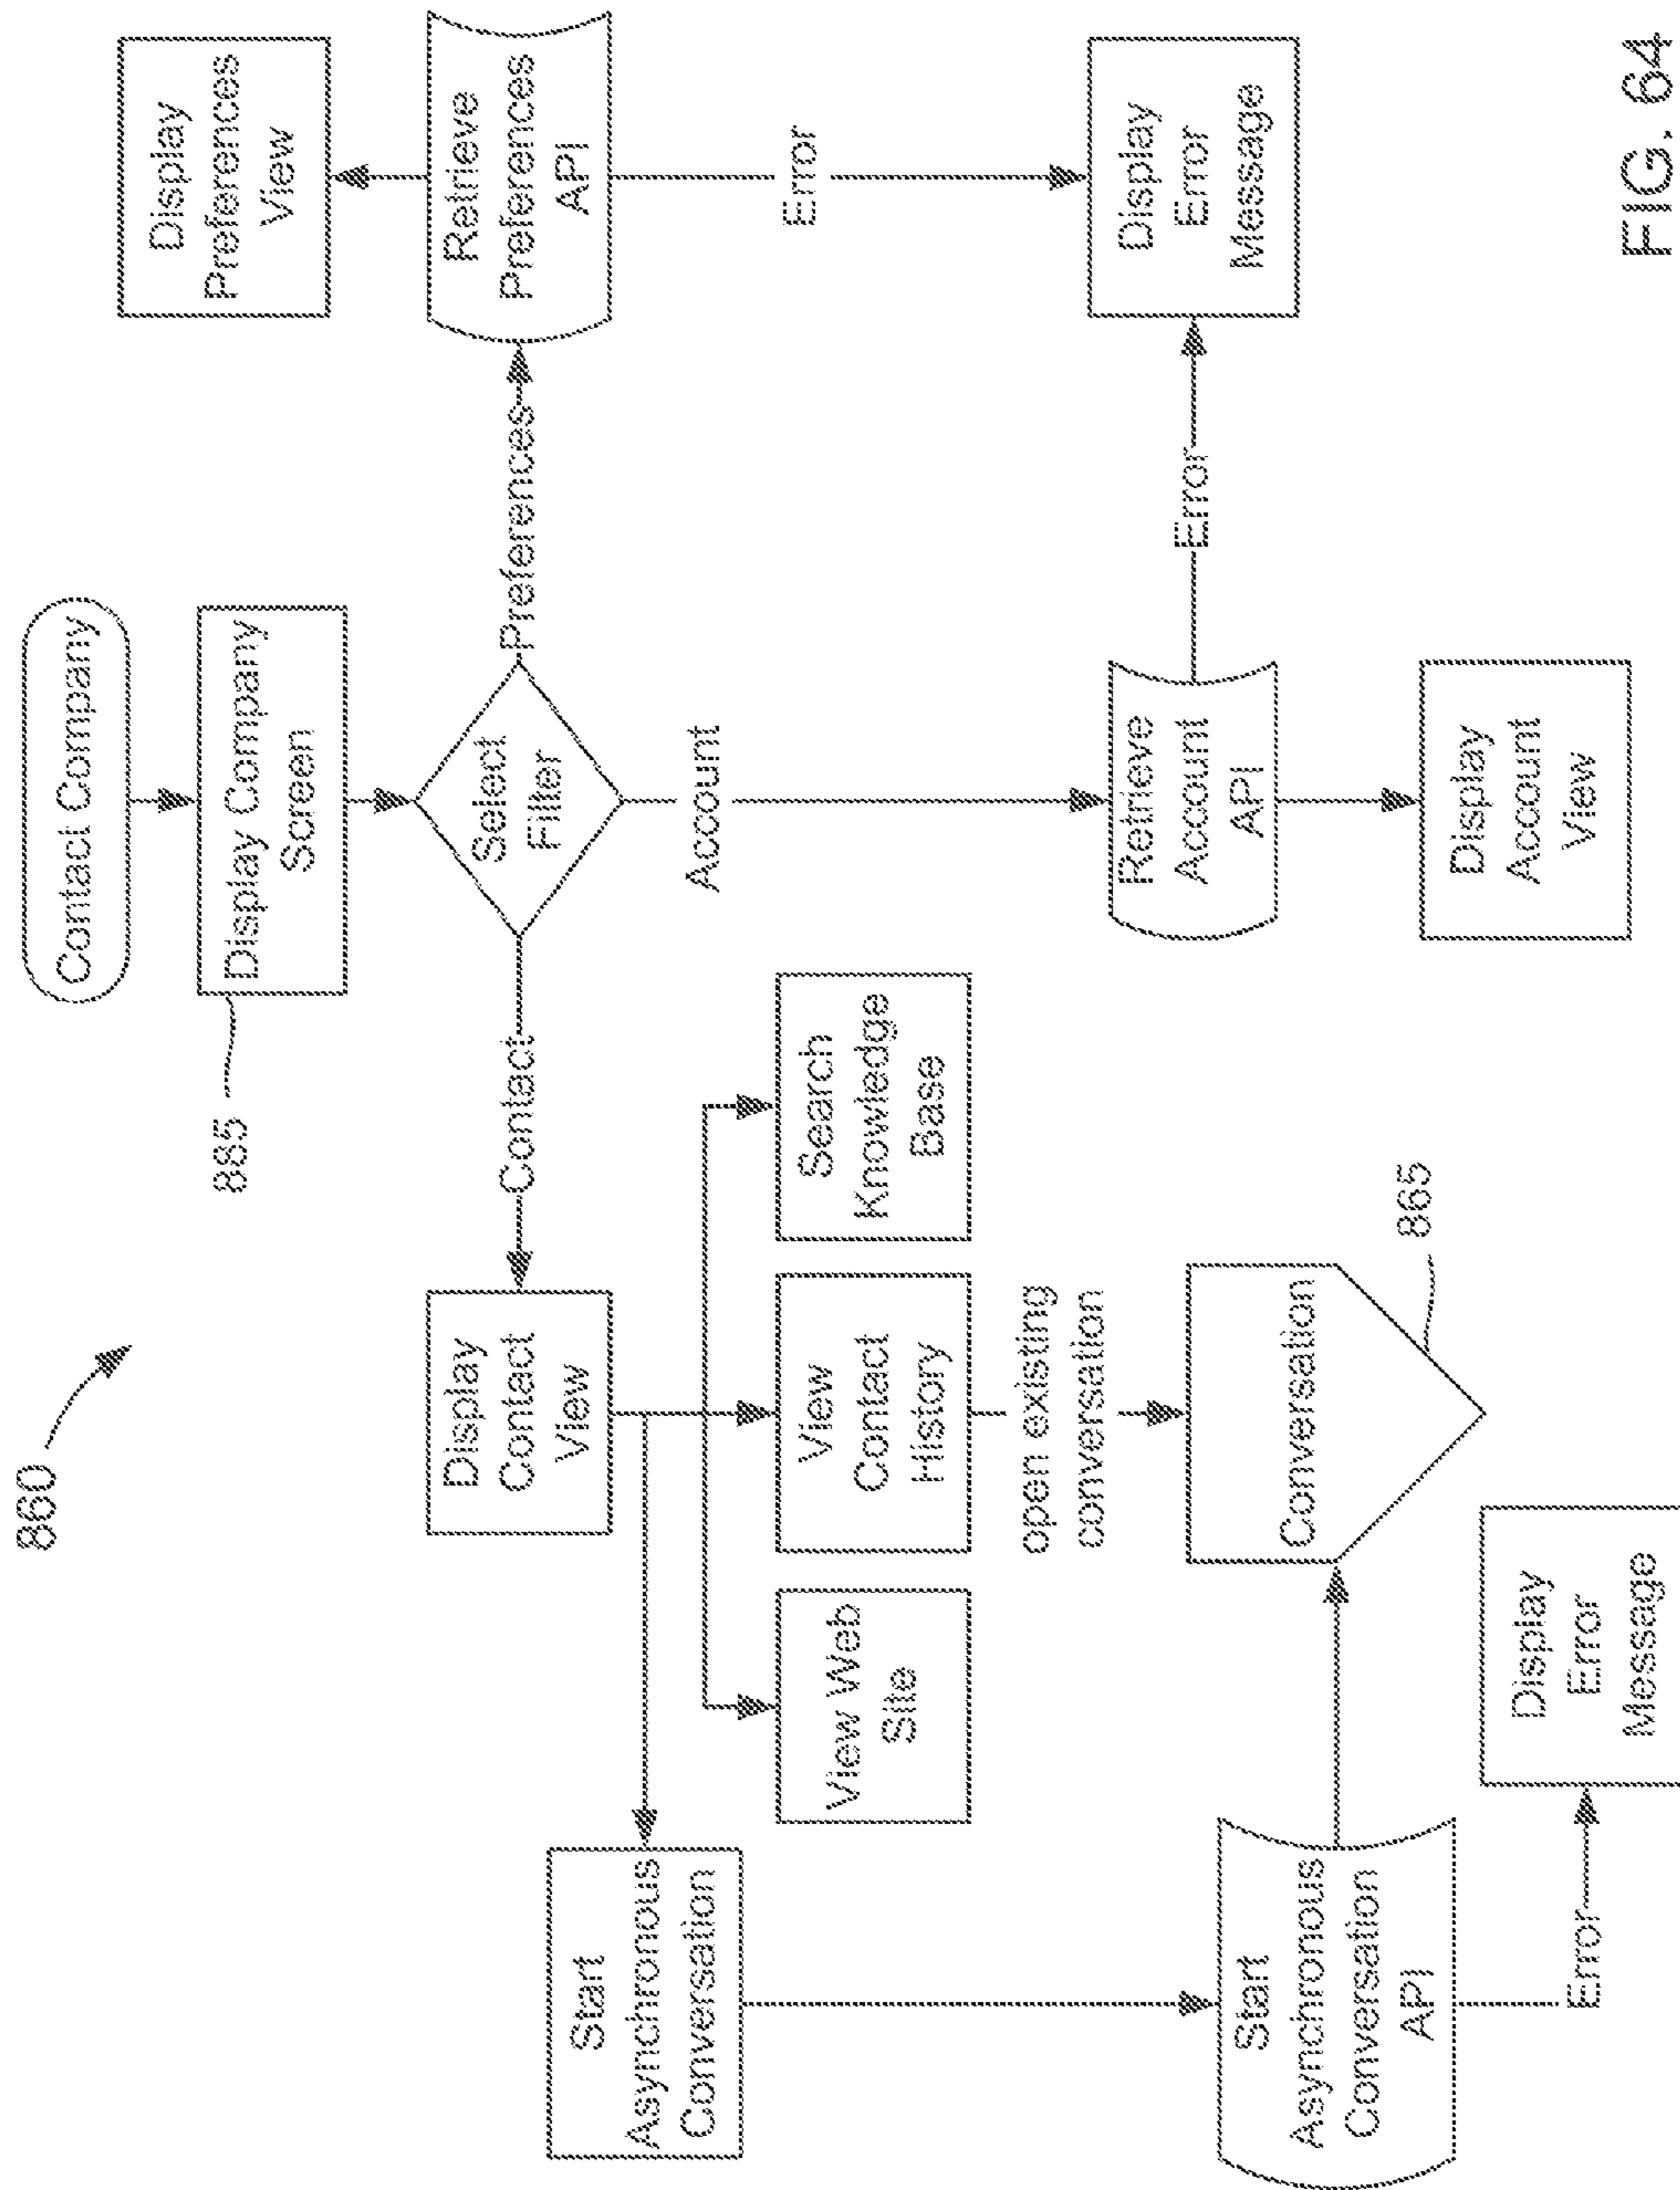 860
Contact Company
885
Display Company
Screen
Select
Filter
Contact
Preferences
Account
Display
Preferences
View
Retrieve
Preferences
API
Error
Display
Error
Message
Retrieve
Account
API
Error
Display
Account
View
Display
Contact
View
Start
Asynchronous
Conversation
View Web
Site
View
Contact
History
Search
Knowledge
Base
open existing
conversation
Conversation
865
Start
Asynchronous
Conversation
API
Error
Display
Error
Message
FIG. 64